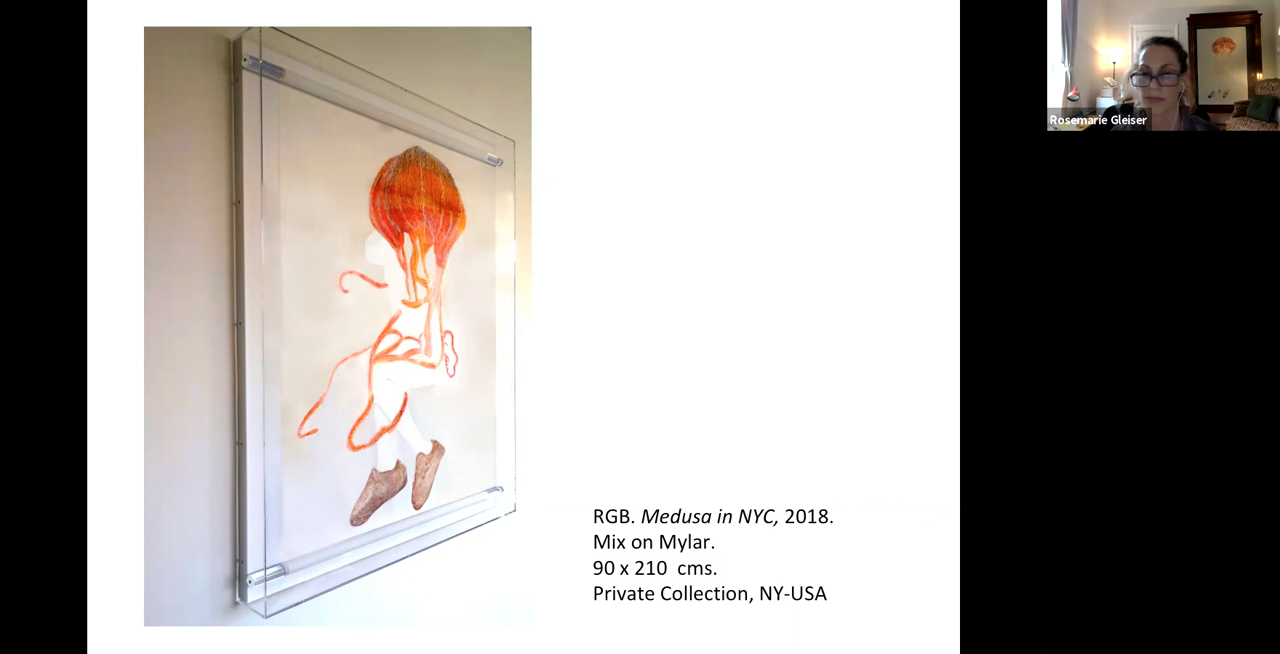 Rosemarie Gleiser
RGB. Medusa in NYC, 2018.
Mix on Mylar.
90 x 210 cms.
Private Collection, NY-USA